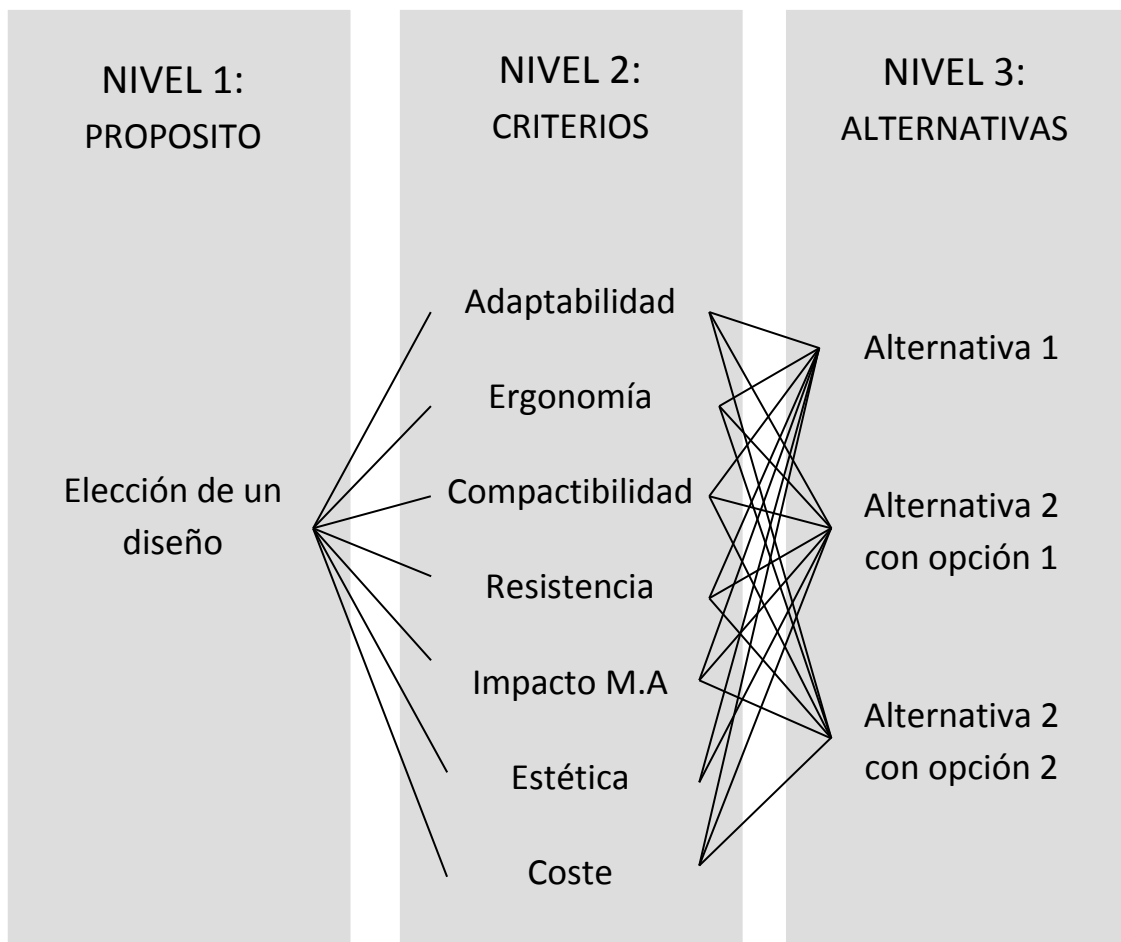 NIVEL 1:
PROPOSITO
Elección de un
diseño
NIVEL 2:
CRITERIOS
Adaptabilidad
Ergonomía
Compactibilidad
Resistencia
Impacto M.A
Estética
Coste
NIVEL 3:
ALTERNATIVAS
Alternativa 1
Alternativa 2
con opción 1
Alternativa 2
con opción 2